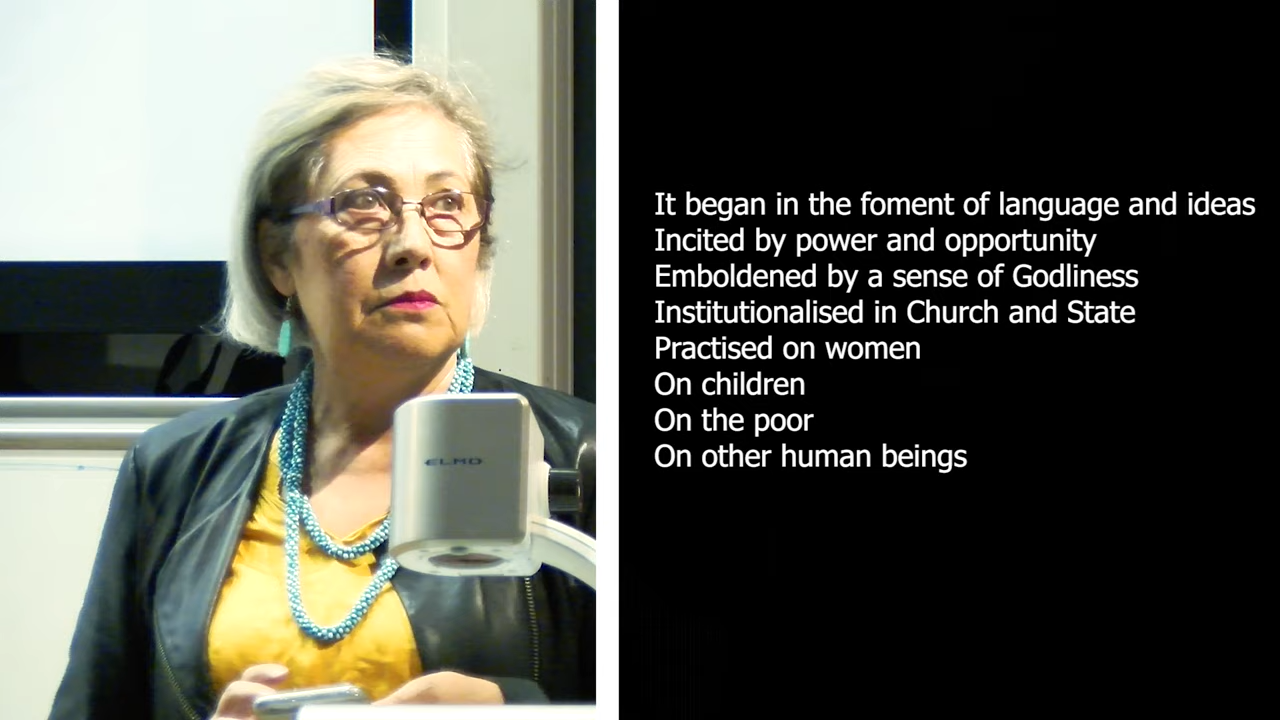 ELMO
It began in the foment of language and ideas
Incited by power and opportunity
Emboldened by a sense of Godliness
Institutionalised in Church and State
Practised on women
On children
On the poor
On other human beings